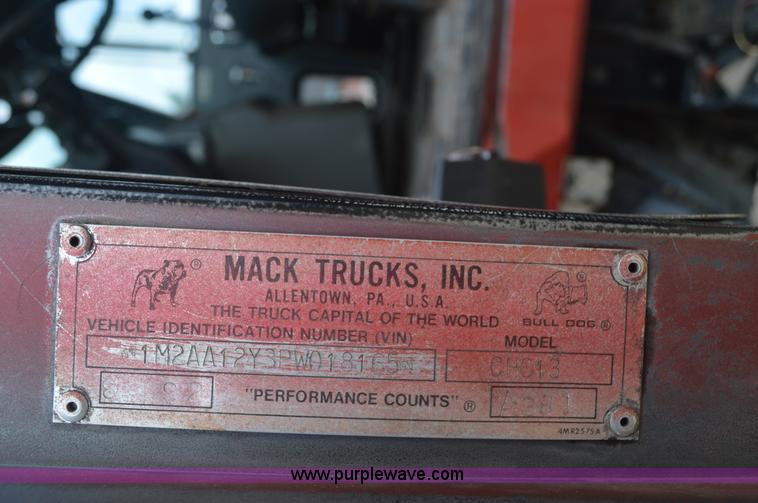 ® MACK TRUCKS, INC.
ALLENTOWN, PA., U.S.A.
THE TRUCK CAPITAL OF THE WORLD
BULL DOG ®
VEHICLE IDENTIFICATION NUMBER (VIN)
MODEL
1M2AA12Y3PW018165
CH613
"PERFORMANCE COUNTS" ®
4MR2575A
www.purplewave.com